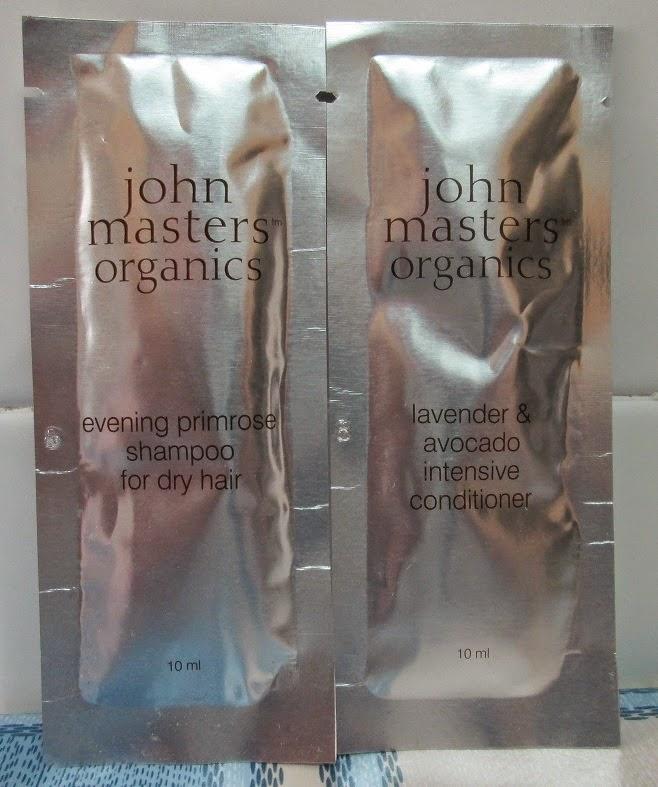 john
masters™
organics
evening primrose
shampoo
for dry hair
10 ml
john
masters™
organics
lavender &
avocado
intensive
conditioner
10 ml